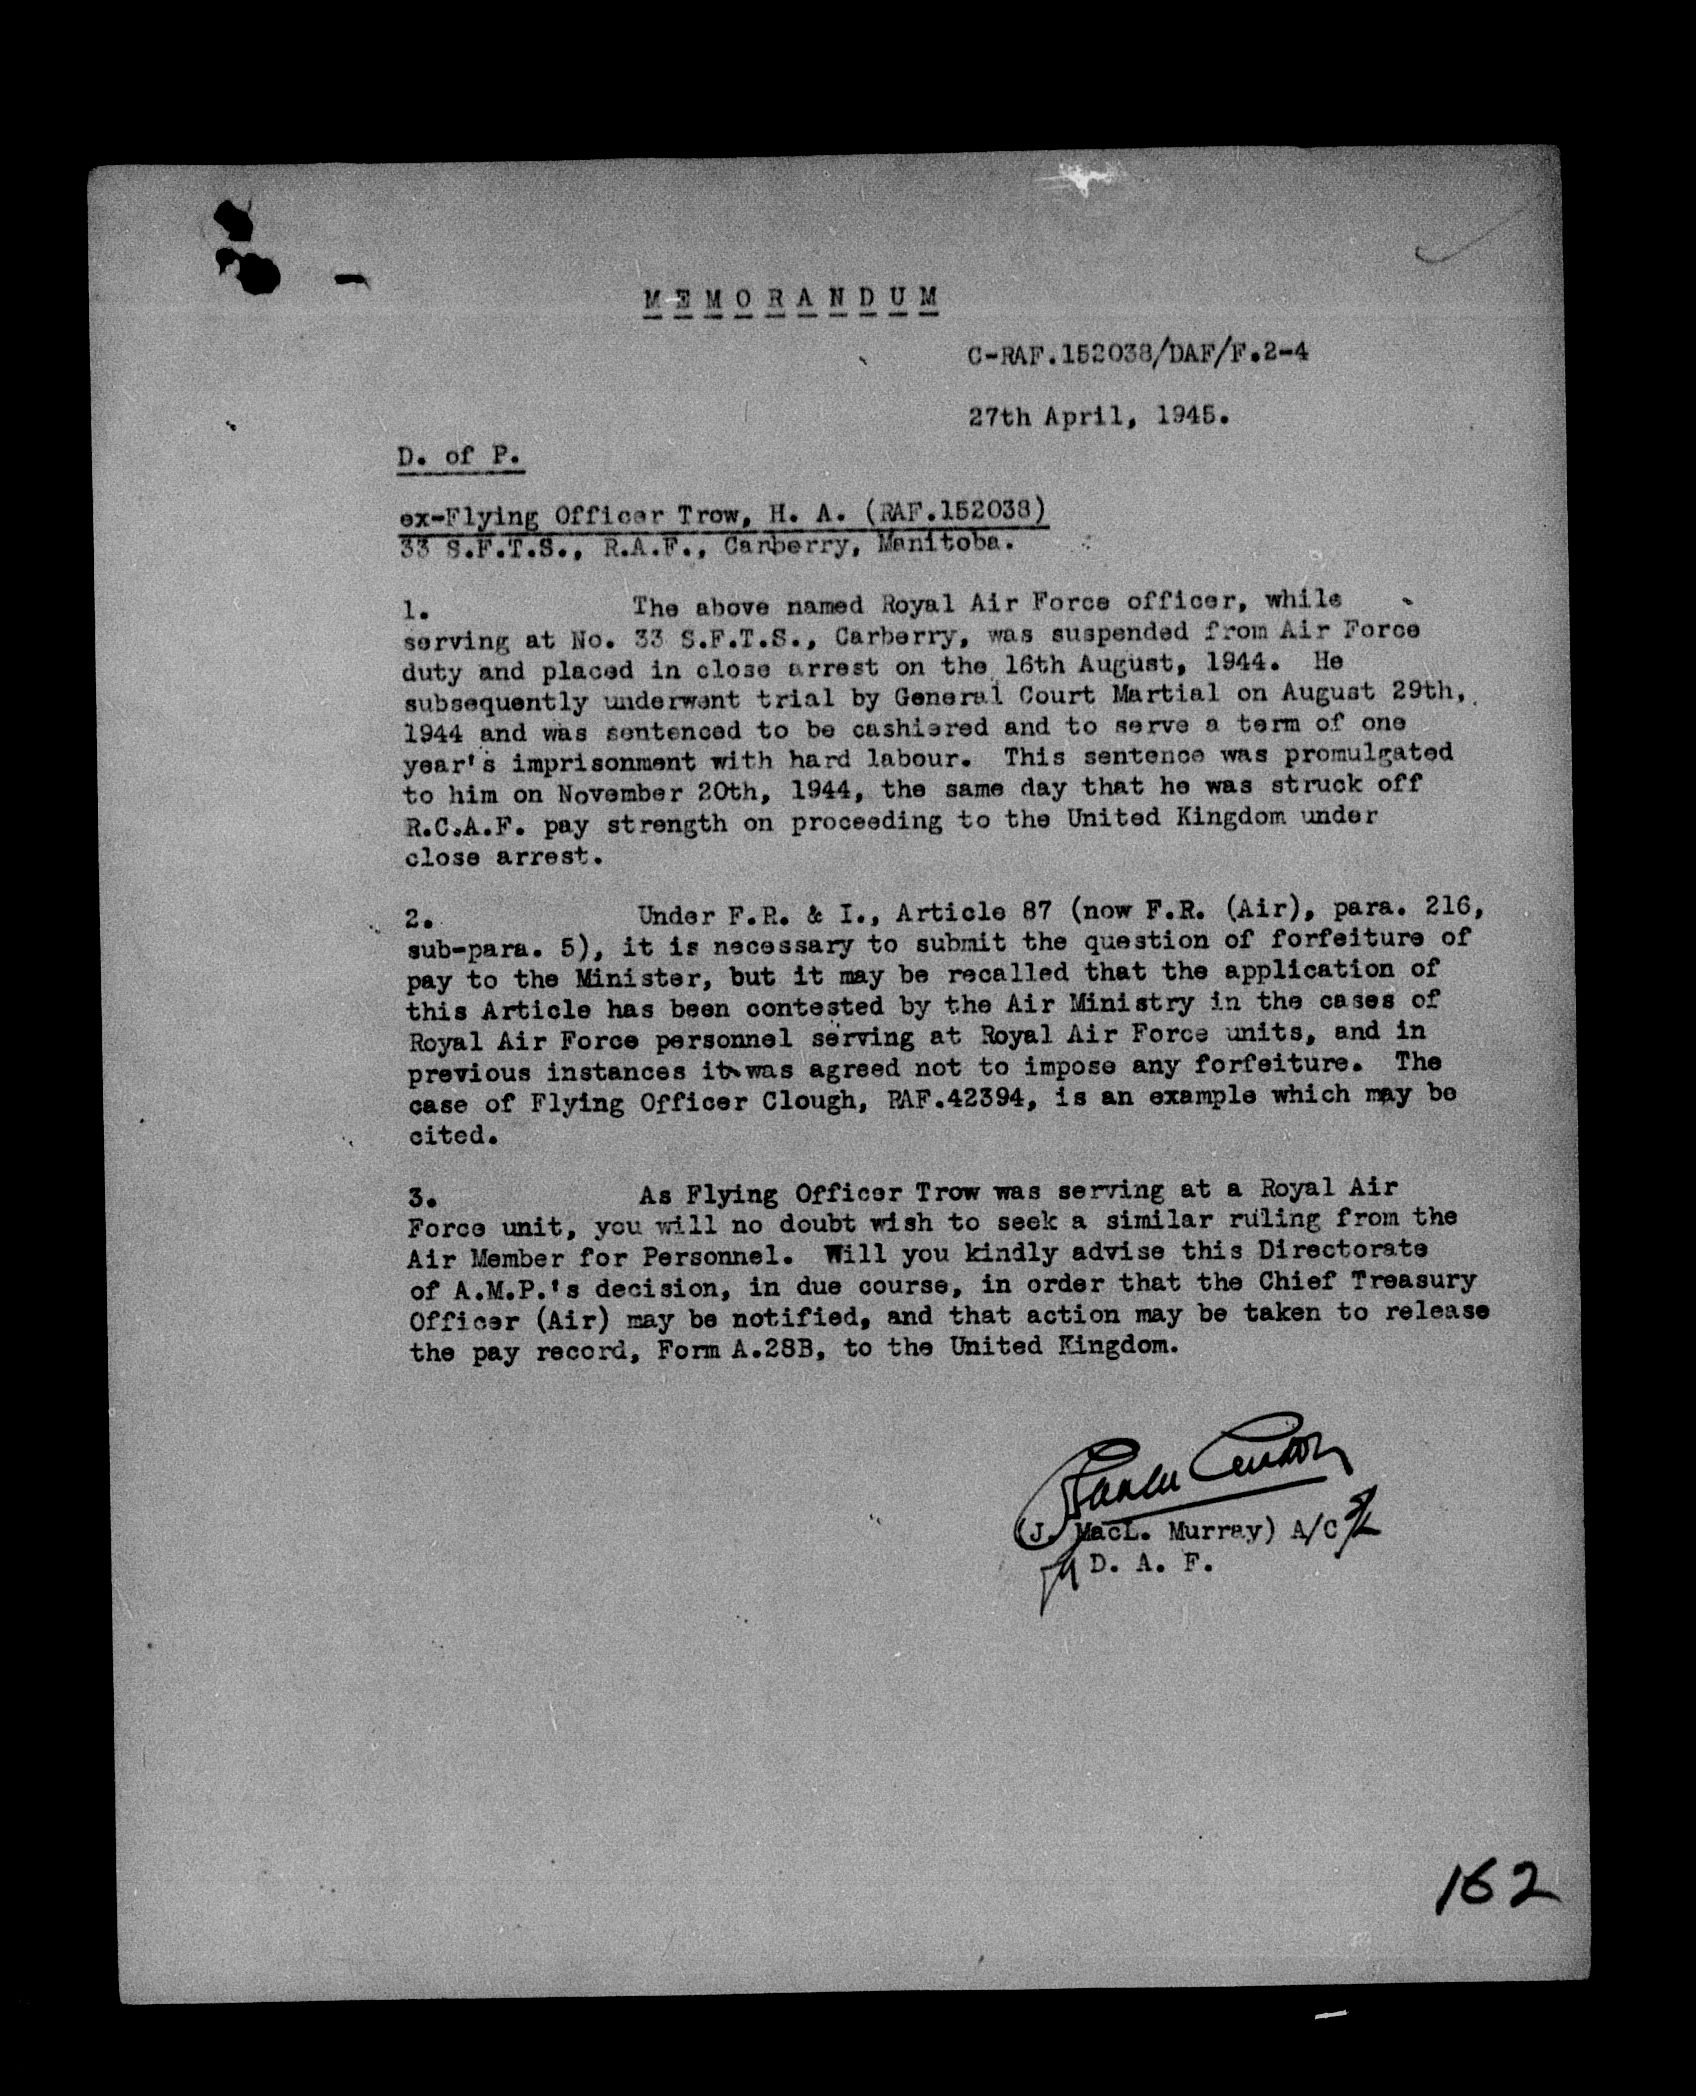 MEMORANDUM
C-RAF.152038/DAF/F.2-4
27th April, 1945.
D. of P.
ex-Flying Officer Trow, H. A. (RAF.152038)
33 S.F.T.S., R.A.F., Carberry, Manitoba.
1. The above named Royal Air Force officer, while
serving at No. 33 S.F.T.S., Carberry, was suspended from Air Force
duty and placed in close arrest on the 16th August, 1944. He
subsequently underwent trial by General Court Martial on August 29th,
1944 and was sentenced to be cashiered and to serve a term of one
year's imprisonment with hard labour. This sentence was promulgated
to him on November 20th, 1944, the same day that he was struck off
R.C.A.F. pay strength on proceeding to the United Kingdom under
close arrest.
2. Under F.R. & I., Article 87 (now F.R. (Air), para. 216,
sub-para. 5), it is necessary to submit the question of forfeiture of
pay to the Minister, but it may be recalled that the application of
this Article has been contested by the Air Ministry in the cases of
Royal Air Force personnel serving at Royal Air Force units, and in
previous instances it was agreed not to impose any forfeiture. The
case of Flying Officer Clough, RAF.42394, is an example which may be
cited.
3. As Flying Officer Trow was serving at a Royal Air
Force unit, you will no doubt wish to seek a similar ruling from the
Air Member for Personnel. Will you kindly advise this Directorate
of A.M.P.'s decision, in due course, in order that the Chief Treasury
Officer (Air) may be notified, and that action may be taken to release
the pay record, Form A.28B, to the United Kingdom.
(J. MacL. Murray) A/C
D. A. F.
162